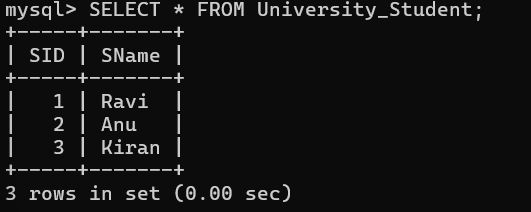 mysql> SELECT * FROM University_Student;
+-----+-------+
| SID | SName |
+-----+-------+
|   1 | Ravi  |
|   2 | Anu   |
|   3 | Kiran |
+-----+-------+
3 rows in set (0.00 sec)